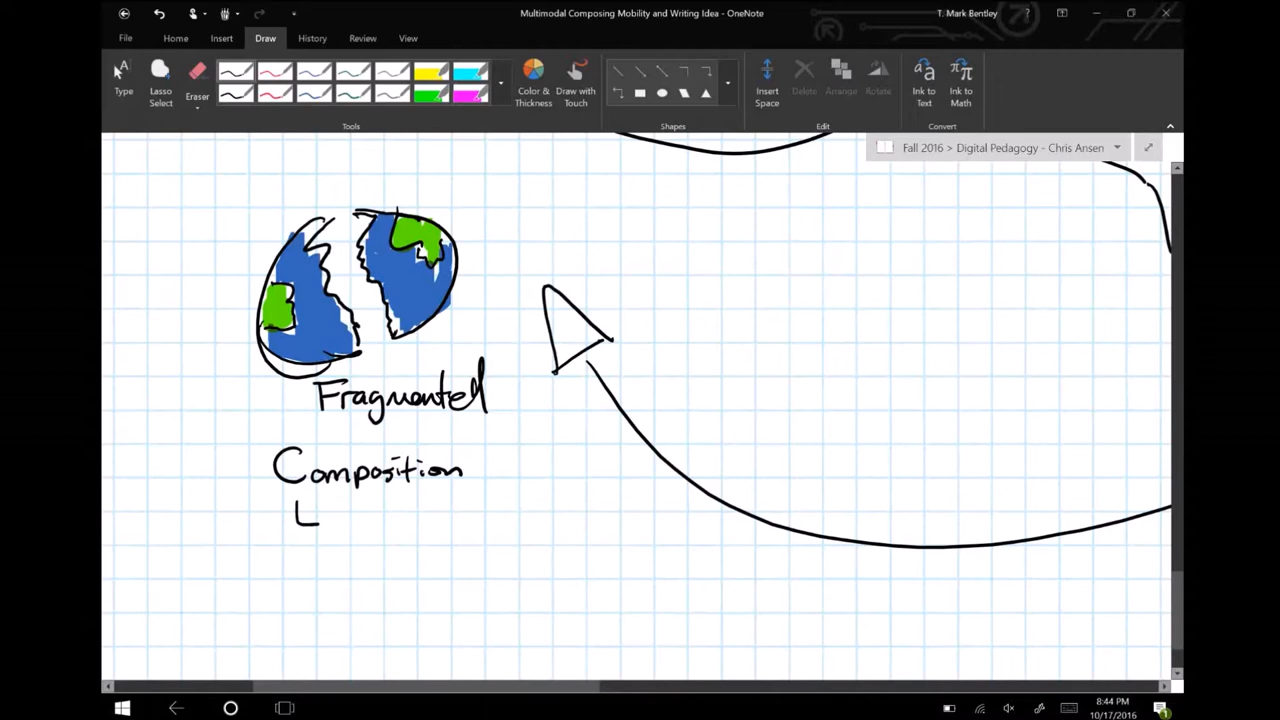 Multimodal Composing Mobility and Writing Idea - OneNote
T. Mark Bentley
?
File
Home
Insert
Draw
History
Review
View
Type
Lasso Select
Eraser
Color & Thickness
Draw with Touch
Insert Space
Delete
Arrange
Rotate
Ink to Text
Ink to Math
Tools
Shapes
Edit
Convert
Fall 2016 > Digital Pedagogy - Chris Ansen
Fragmented
Composition
L
8:44 PM
10/17/2016
1